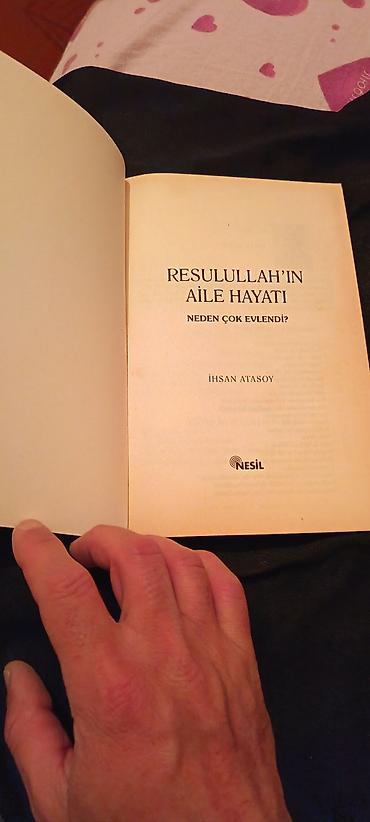 RESULULLAH'IN
AİLE HAYATI
NEDEN ÇOK EVLENDİ?
İHSAN ATASOY
NESİL